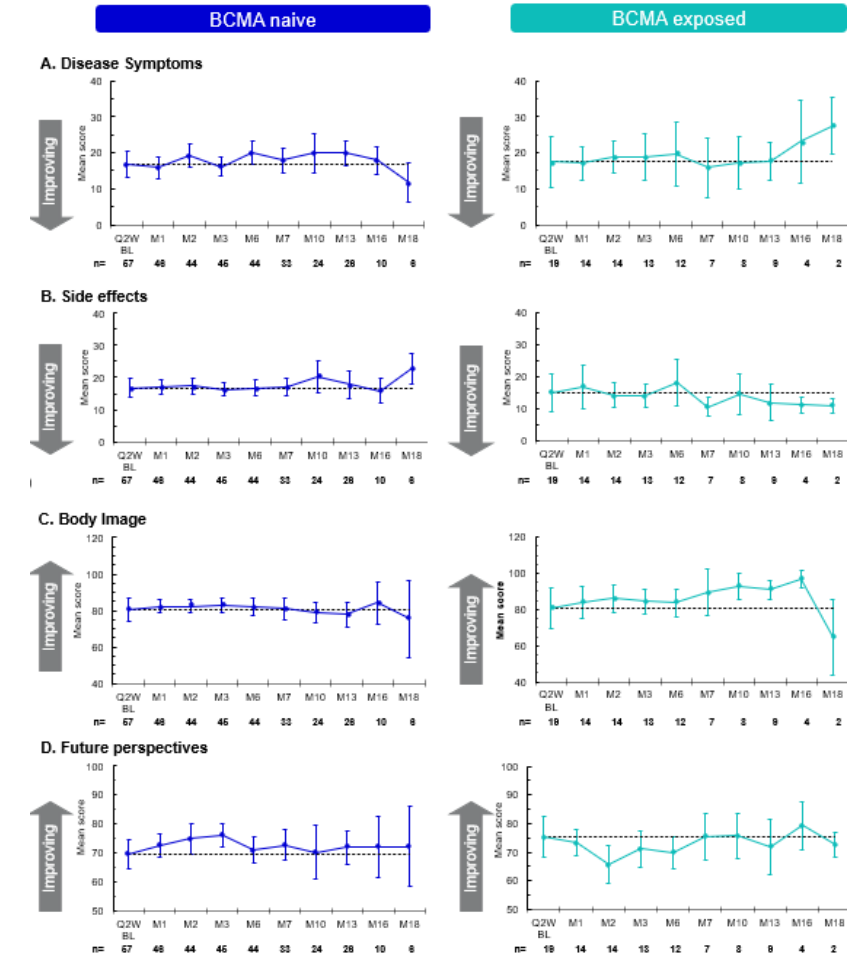 BCMA naive
BCMA exposed
A. Disease Symptoms
Improving
Mean score
40
30
20
10
0
Q2W BL M1 M2 M3 M6 M7 M10 M13 M16 M18
n= 46 44 45 44 33 24 26 10 6
Improving
Mean score
40
30
20
10
0
Q2W BL M1 M2 M3 M6 M7 M10 M13 M16 M18
n= 19 14 14 13 12 7 8 9 4 2
B. Side effects
Improving
Mean score
40
30
20
10
0
Q2W BL M1 M2 M3 M6 M7 M10 M13 M16 M18
n= 46 44 45 44 33 24 26 10 6
Improving
Mean score
40
30
20
10
0
Q2W BL M1 M2 M3 M6 M7 M10 M13 M16 M18
n= 19 14 14 13 12 7 8 9 4 2
C. Body Image
Improving
Mean score
120
100
80
60
40
Q2W BL M1 M2 M3 M6 M7 M10 M13 M16 M18
n= 46 44 45 44 33 24 26 10 6
Improving
Mean score
120
100
80
60
40
Q2W BL M1 M2 M3 M6 M7 M10 M13 M16 M18
n= 19 14 14 13 12 7 8 9 4 2
D. Future perspectives
Improving
Mean score
100
90
80
70
60
50
Q2W BL M1 M2 M3 M6 M7 M10 M13 M16 M18
n= 46 44 45 44 33 24 26 10 6
Improving
Mean score
100
90
80
70
60
50
Q2W BL M1 M2 M3 M6 M7 M10 M13 M16 M18
n= 19 14 14 13 12 7 8 9 4 2